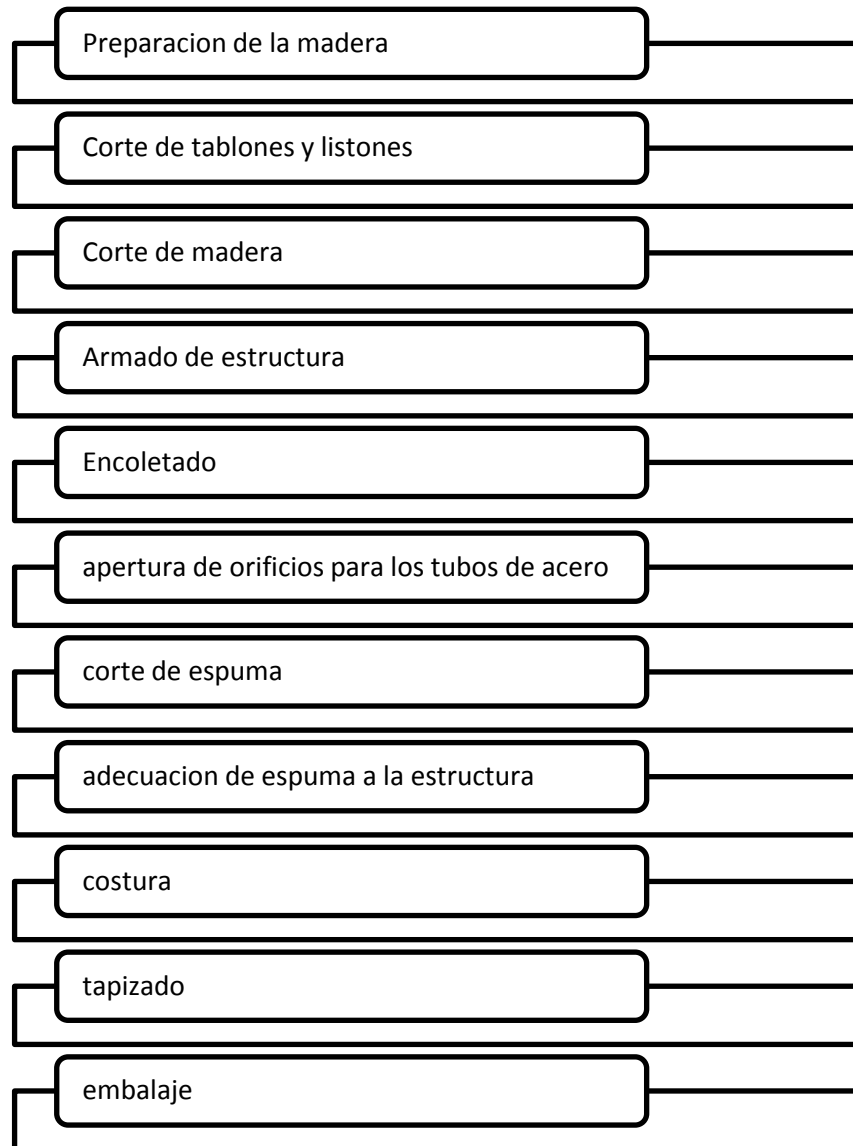 Preparacion de la madera
Corte de tablones y listones
Corte de madera
Armado de estructura
Encoletado
apertura de orificios para los tubos de acero
corte de espuma
adecuacion de espuma a la estructura
costura
tapizado
embalaje